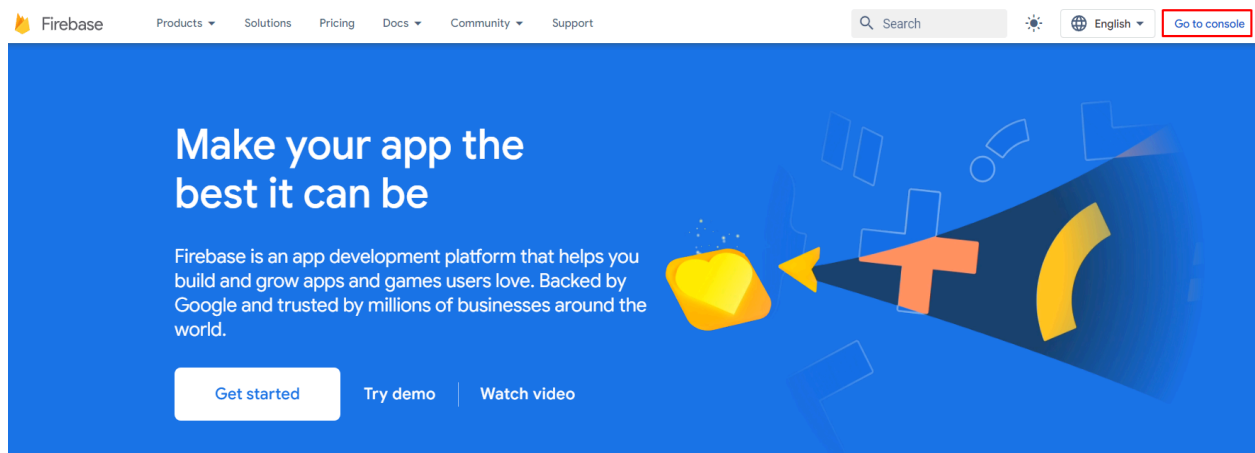 Firebase Products Solutions Pricing Docs Community Support Search English Go to console
Make your app the
best it can be
Firebase is an app development platform that helps you
build and grow apps and games users love. Backed by
Google and trusted by millions of businesses around the
world.
Get started Try demo Watch video